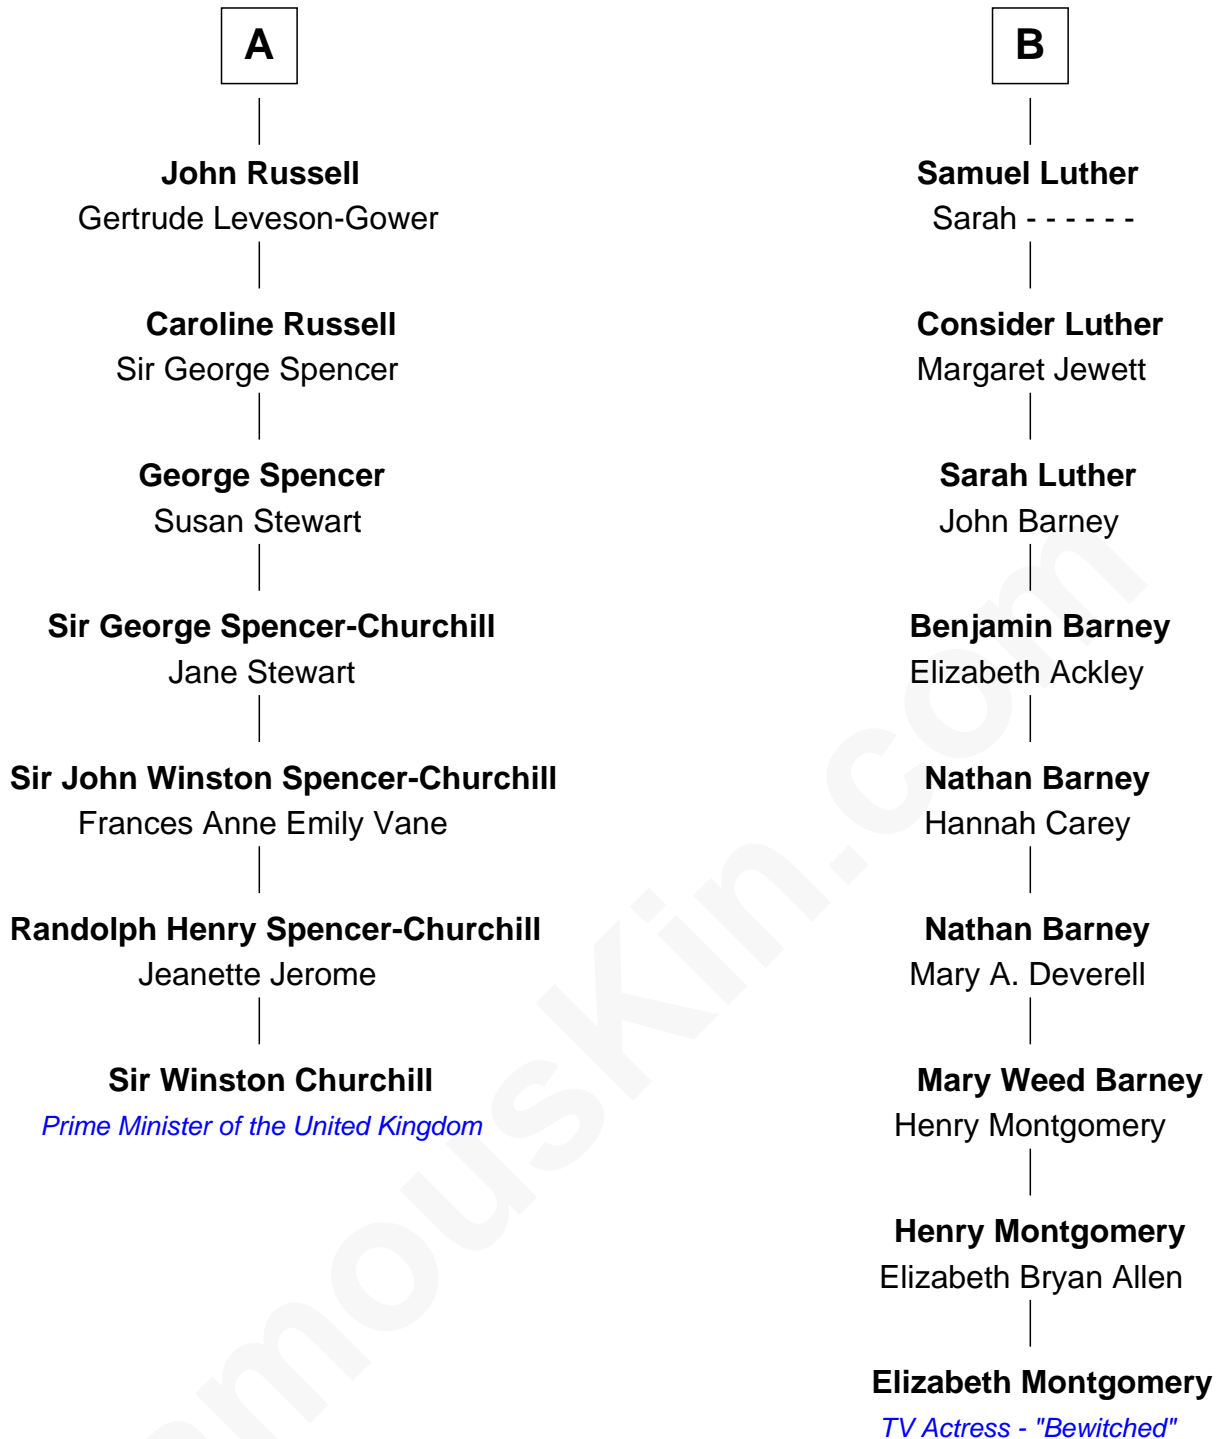 A
John Russell
Gertrude Leveson-Gower
Caroline Russell
Sir George Spencer
George Spencer
Susan Stewart
Sir George Spencer-Churchill
Jane Stewart
Sir John Winston Spencer-Churchill
Frances Anne Emily Vane
Randolph Henry Spencer-Churchill
Jeanette Jerome
Sir Winston Churchill
Prime Minister of the United Kingdom
B
Samuel Luther
Sarah - - - - - -
Consider Luther
Margaret Jewett
Sarah Luther
John Barney
Benjamin Barney
Elizabeth Ackley
Nathan Barney
Hannah Carey
Nathan Barney
Mary A. Deverell
Mary Weed Barney
Henry Montgomery
Henry Montgomery
Elizabeth Bryan Allen
Elizabeth Montgomery
TV Actress - "Bewitched"
amouskin.com